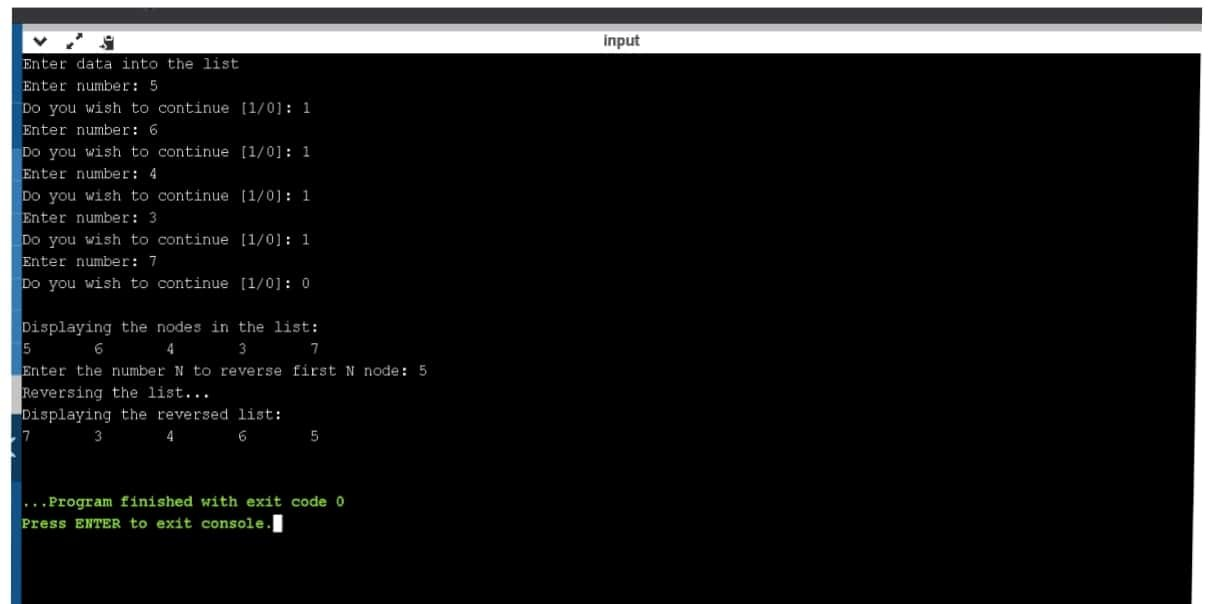 input
Enter data into the list
Enter number: 5
Do you wish to continue [1/0]: 1
Enter number: 6
Do you wish to continue [1/0]: 1
Enter number: 4
Do you wish to continue [1/0]: 1
Enter number: 3
Do you wish to continue [1/0]: 1
Enter number: 7
Do you wish to continue [1/0]: 0
Displaying the nodes in the list:
5 6 4 3 7
Enter the number N to reverse first N node: 5
Reversing the list...
Displaying the reversed list:
7 3 4 6 5
...Program finished with exit code 0
Press ENTER to exit console.